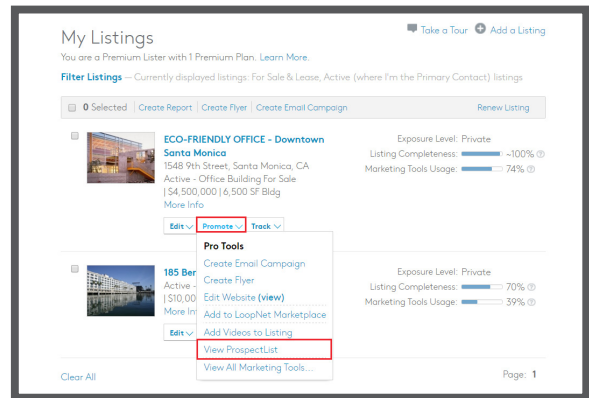 My Listings
Take a Tour Add a Listing
You are a Premium Lister with 1 Premium Plan. Learn More.
Filter Listings – Currently displayed listings: For Sale & Lease, Active (where I'm the Primary Contact) listings
0 Selected Create Report Create Flyer Create Email Campaign Renew Listing
ECO-FRIENDLY OFFICE - Downtown
Santa Monica
1548 9th Street, Santa Monica, CA
Active - Office Building For Sale
| $4,500,000 | 6,500 SF Bldg
More Info
Exposure Level: Private
Listing Completeness: ~100%
Marketing Tools Usage: 74%
Edit Promote Track
Pro Tools
Create Email Campaign
Create Flyer
Edit Website (view)
Add to LoopNet Marketplace
Add Videos to Listing
View ProspectList
View All Marketing Tools....
185 Ber
Active -
| $10,00
More In
Edit
Exposure Level: Private
Listing Completeness: 70%
Marketing Tools Usage: 39%
Clear All
Page: 1